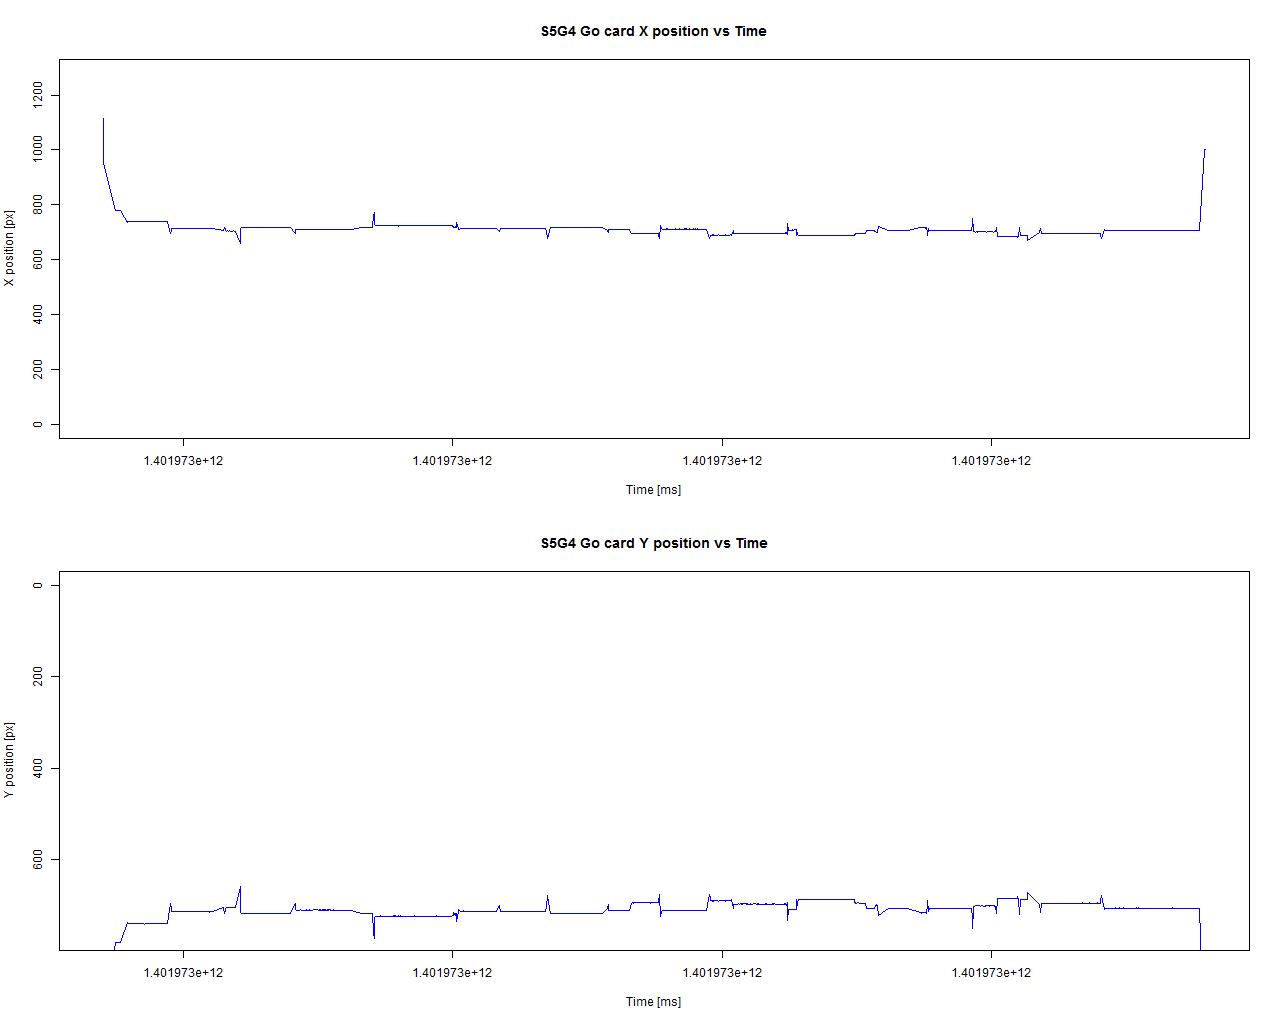 S5G4 Go card X position vs Time
1200
1000
800
600
400
200
0
X position [px]
1.401973e+12 1.401973e+12 1.401973e+12 1.401973e+12
Time [ms]
S5G4 Go card Y position vs Time
0
200
400
600
Y position [px]
1.401973e+12 1.401973e+12 1.401973e+12 1.401973e+12
Time [ms]